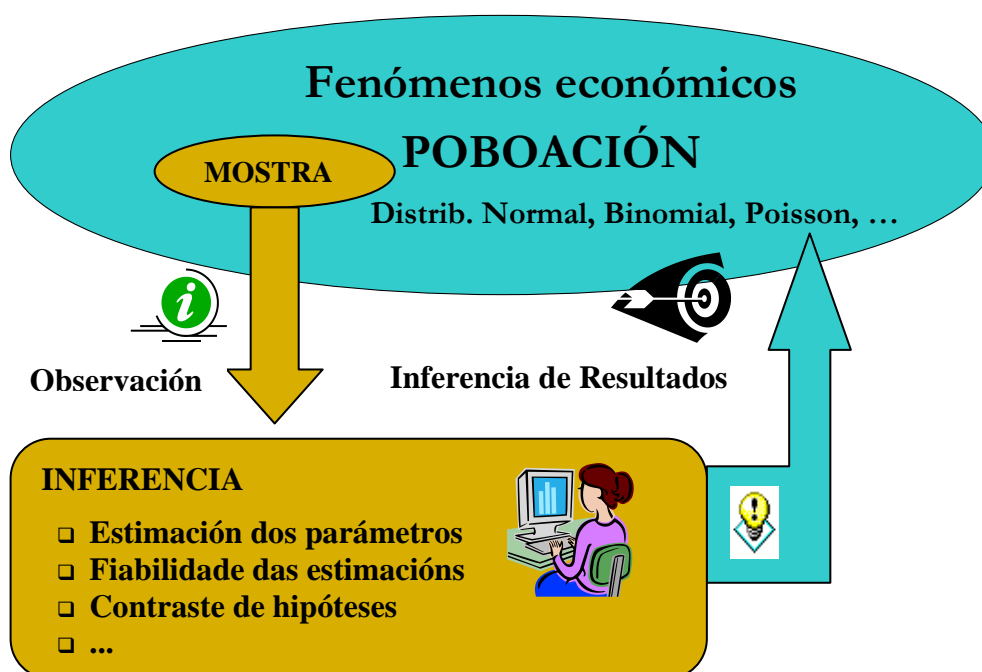 Fenómenos económicos
POBOACIÓN
MOSTRA
Distrib. Normal, Binomial, Poisson, …
i
Observación
Inferencia de Resultados
INFERENCIA
❑ Estimación dos parámetros
❑ Fiabilidade das estimacións
❑ Contraste de hipóteses
❑ ...